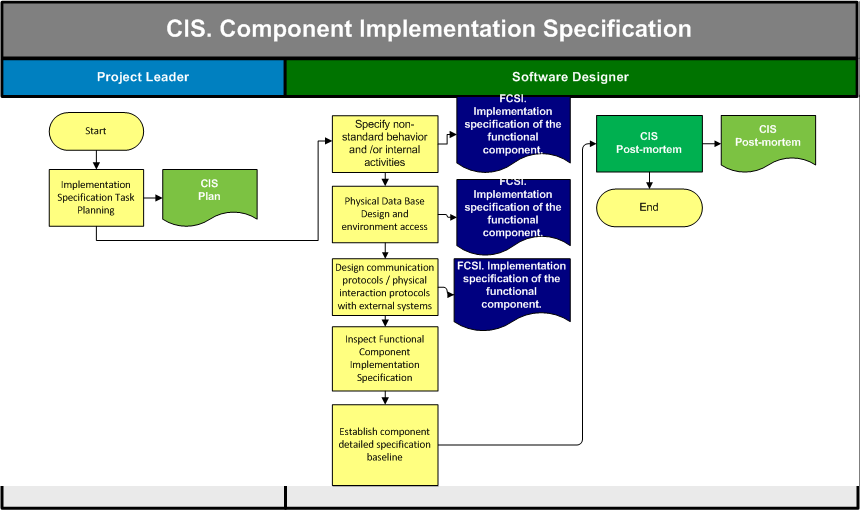 CIS. Component Implementation Specification
Project Leader
Software Designer
Start
Implementation
Specification Task
Planning
CIS
Plan
Specify non-
standard behavior
and /or internal
activities
FCSI.
Implementation
specification of the
functional
component.
Physical Data Base
Design and
environment access
FCSI.
Implementation
specification of the
functional
component.
Design communication
protocols / physical
interaction protocols
with external systems
FCSI. Implementation
specification of the
functional
component.
Inspect Functional
Component
Implementation
Specification
Establish component
detailed specification
baseline
CIS
Post-mortem
CIS
Post-mortem
End